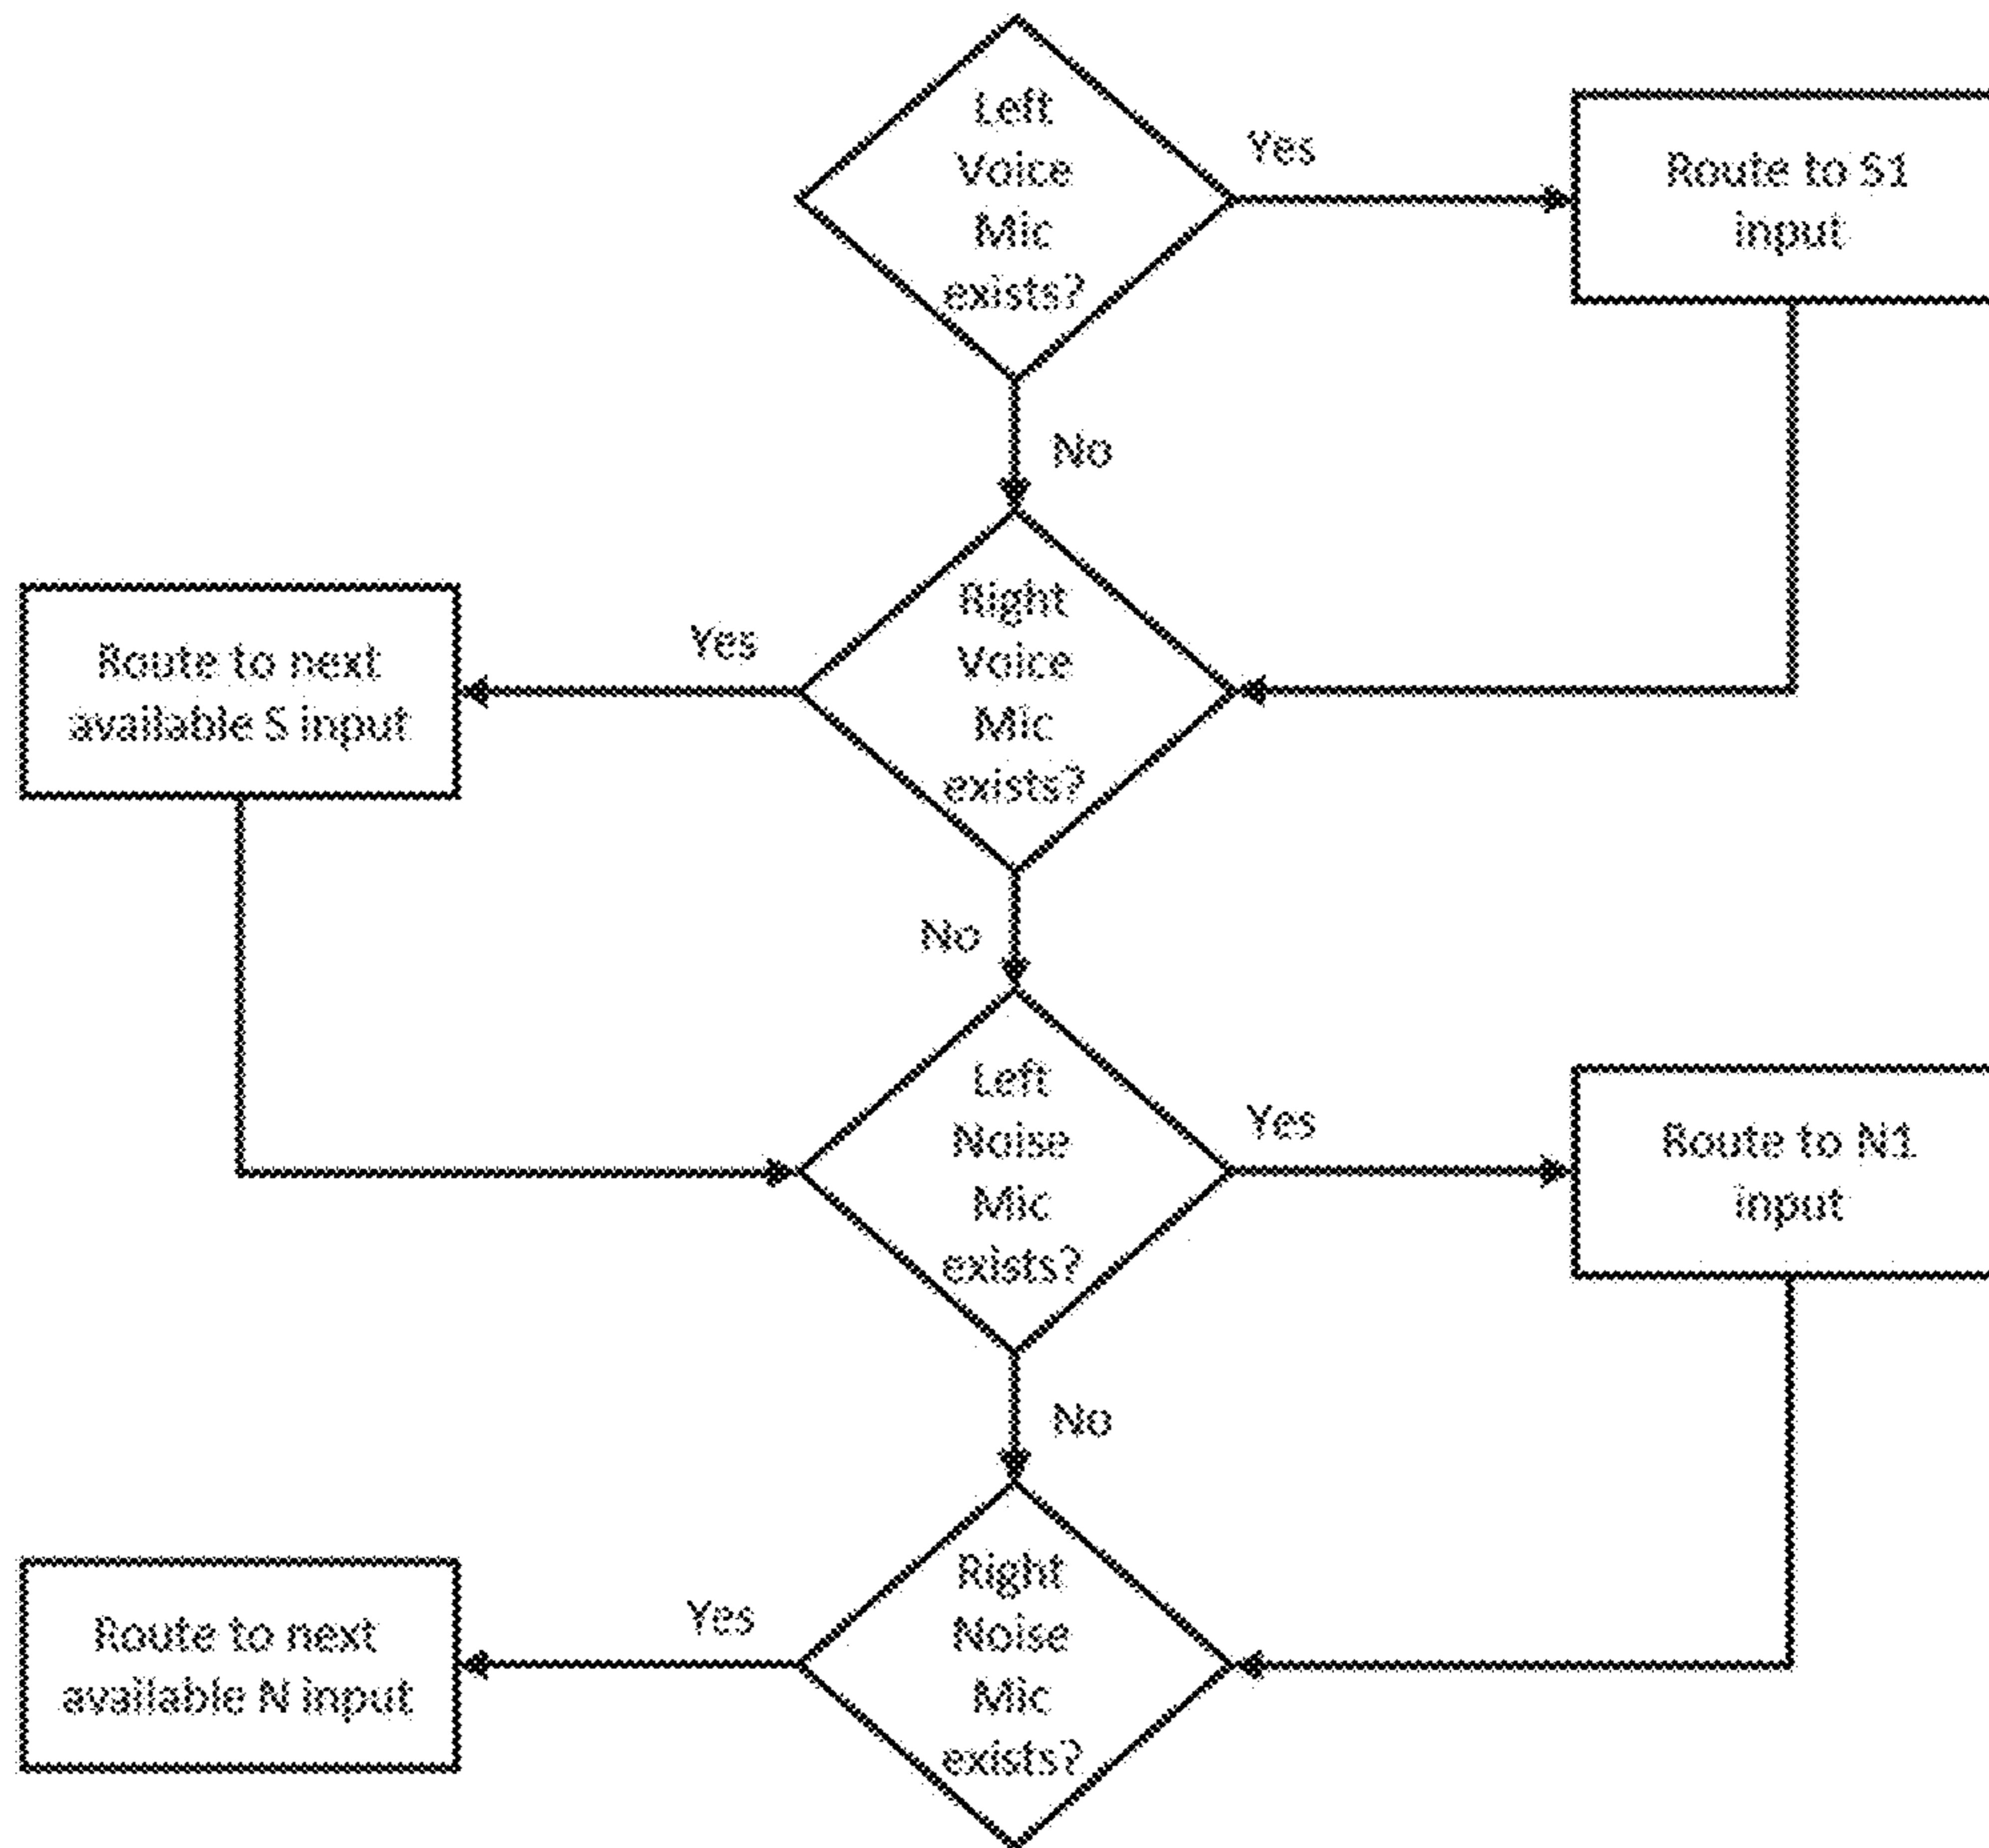 Left
Voice
Mic
exists?
Yes
Route to S1
input
No
Right
Voice
Mic
exists?
Yes
Route to next
available S input
No
Left
Noise
Mic
exists?
Yes
Route to N1
input
No
Right
Noise
Mic
exists?
Yes
Route to next
available N input